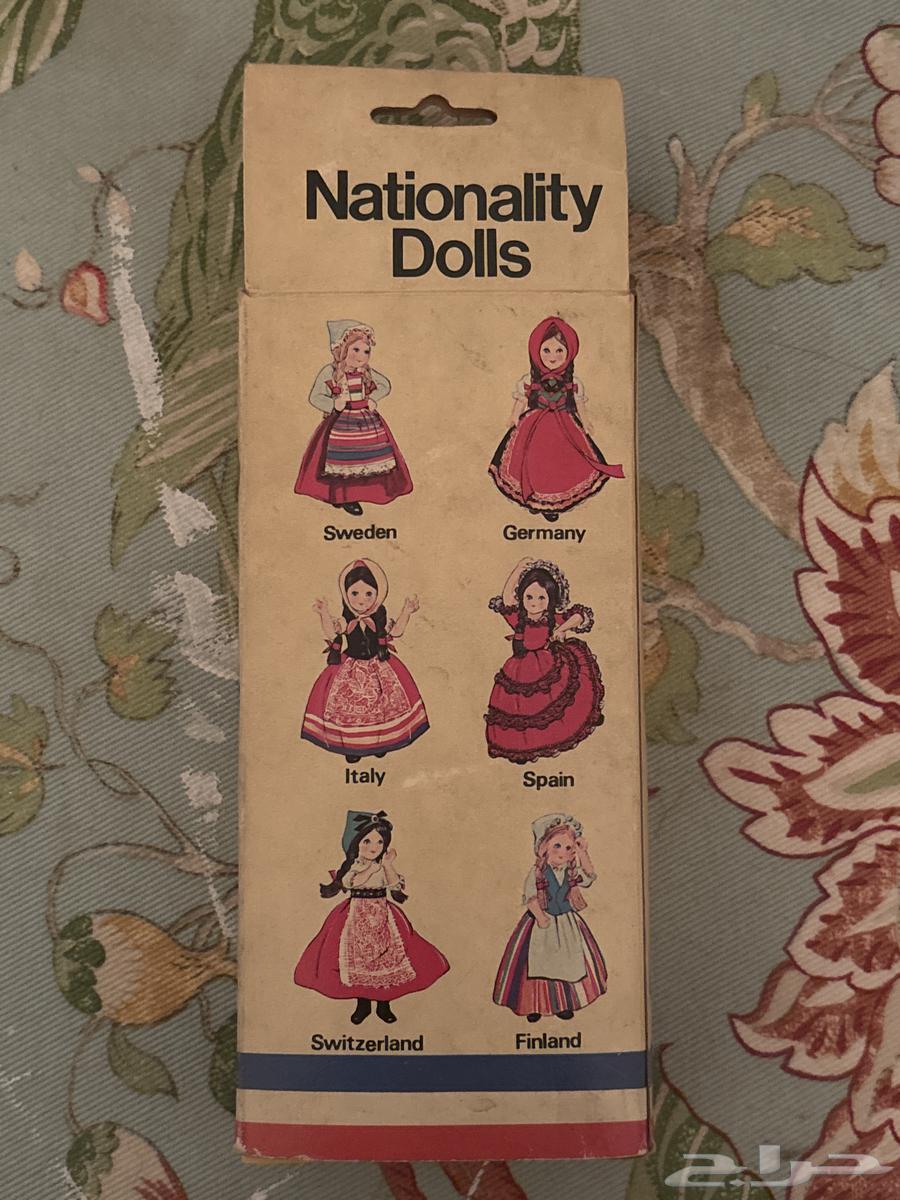 Nationality
Dolls
Sweden
Germany
Italy
Spain
Switzerland
Finland
حراج